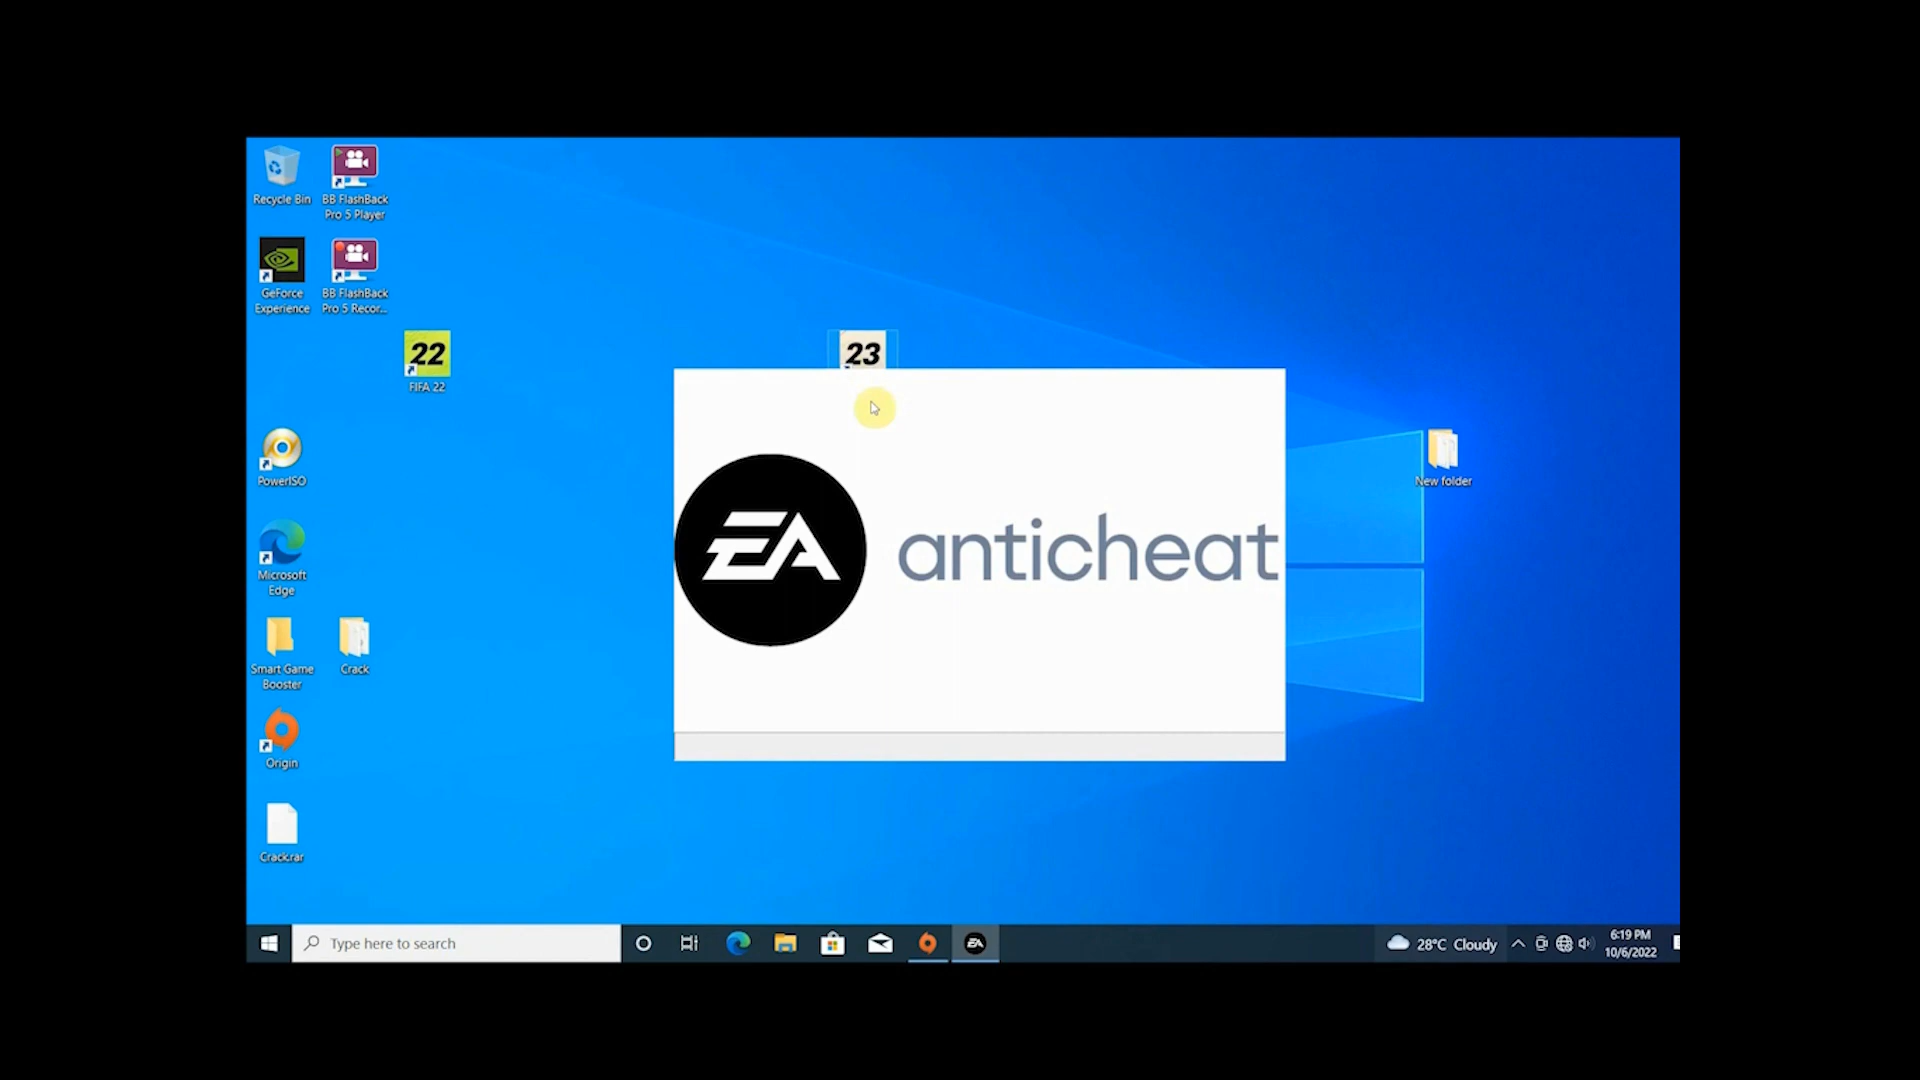 Recycle Bin
BB FlashBack
Pro 5 Player
GeForce
Experience
BB FlashBack
Pro 5 Recor...
22
FIFA 22
23
EA
anticheat
PowerISO
New folder
Microsoft
Edge
Smart Game
Booster
Crack
Origin
Crack.rar
Type here to search
EA
28°C Cloudy
6:19 PM
10/6/2022